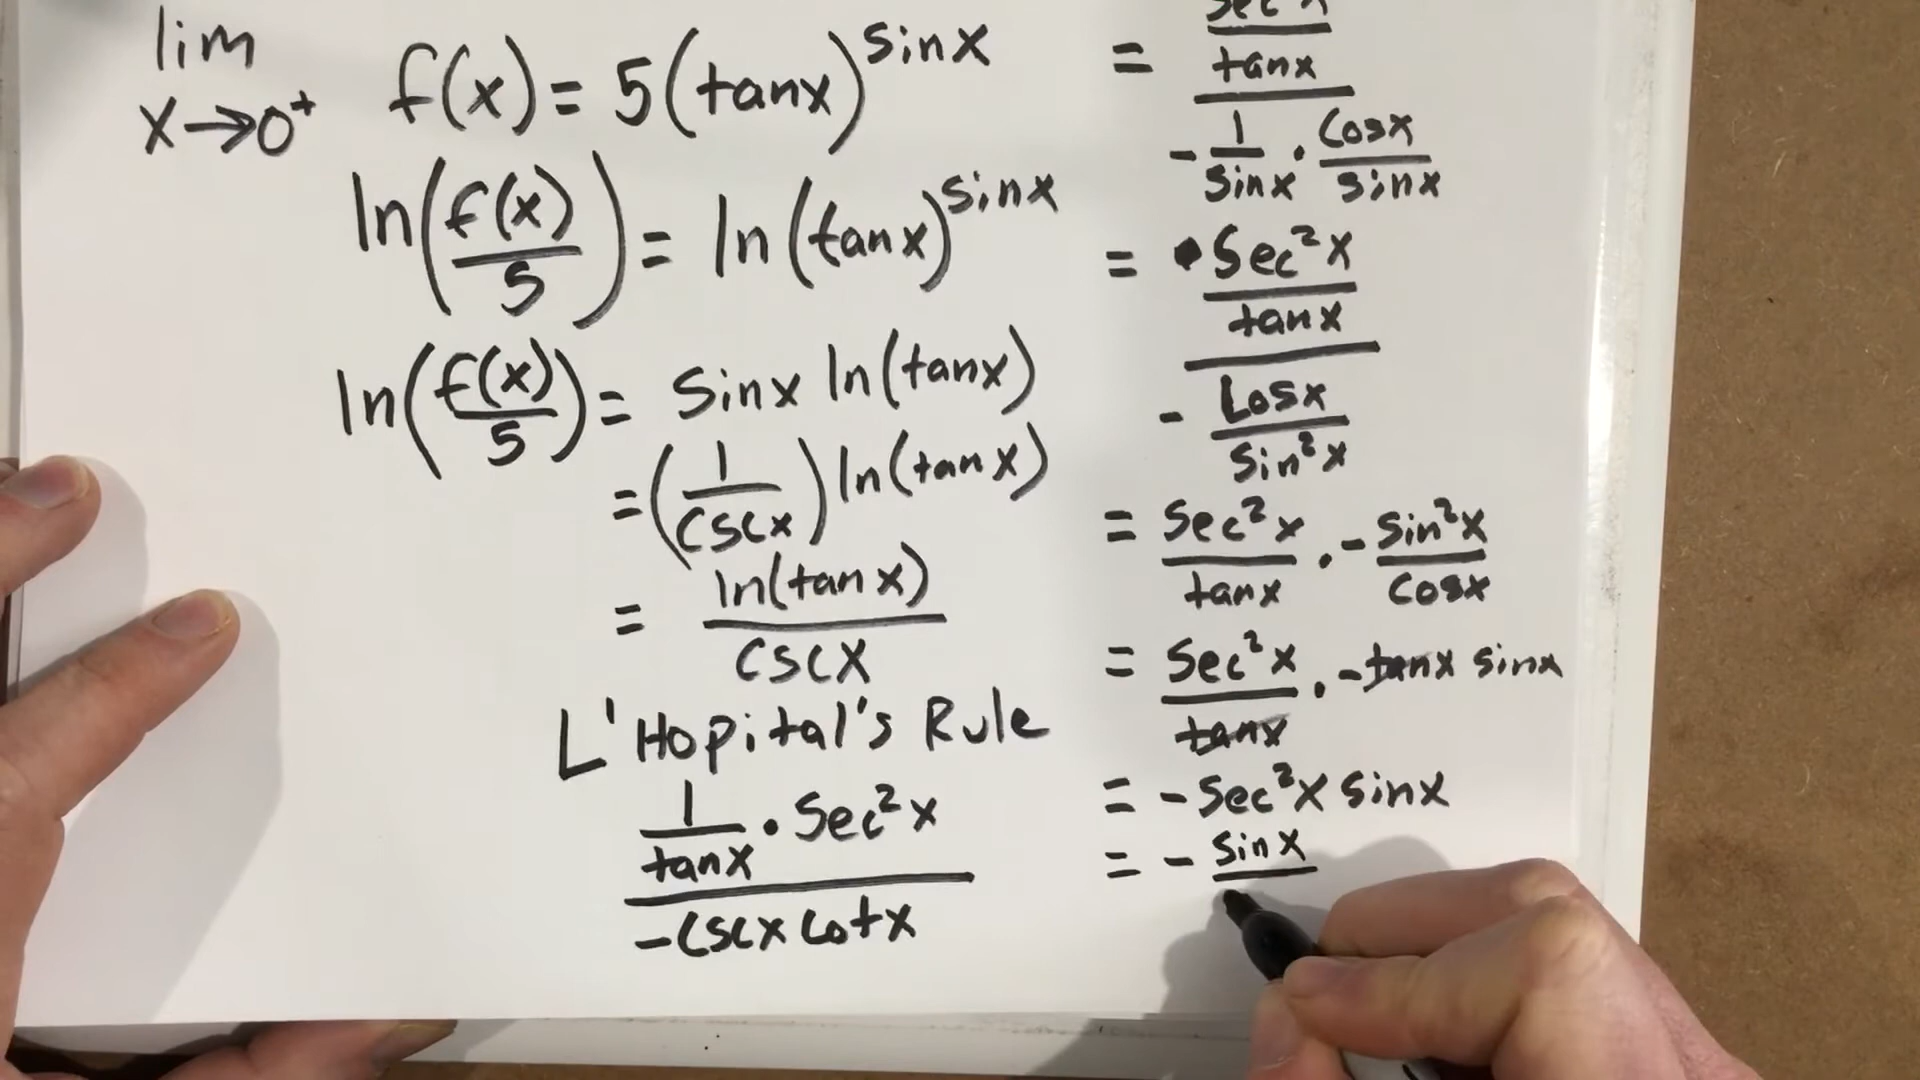 lim
x→0⁺
f(x) = 5(tanx)^sinx
ln(f(x)/5) = ln(tanx)^sinx
ln(f(x)/5) = sinx ln(tanx)
= (1/cscx) ln(tanx)
= ln(tanx)
cscx
L'Hopital's Rule
1/tanx · sec²x
-cscx cotx
sec²x
= tanx
- 1/sinx · cosx/sinx
= sec²x
tanx
- cosx
sin²x
= sec²x/tanx · - sin²x/cosx
= sec²x/tanx · -tanx sinx
= -sec²x sinx
= - sinx